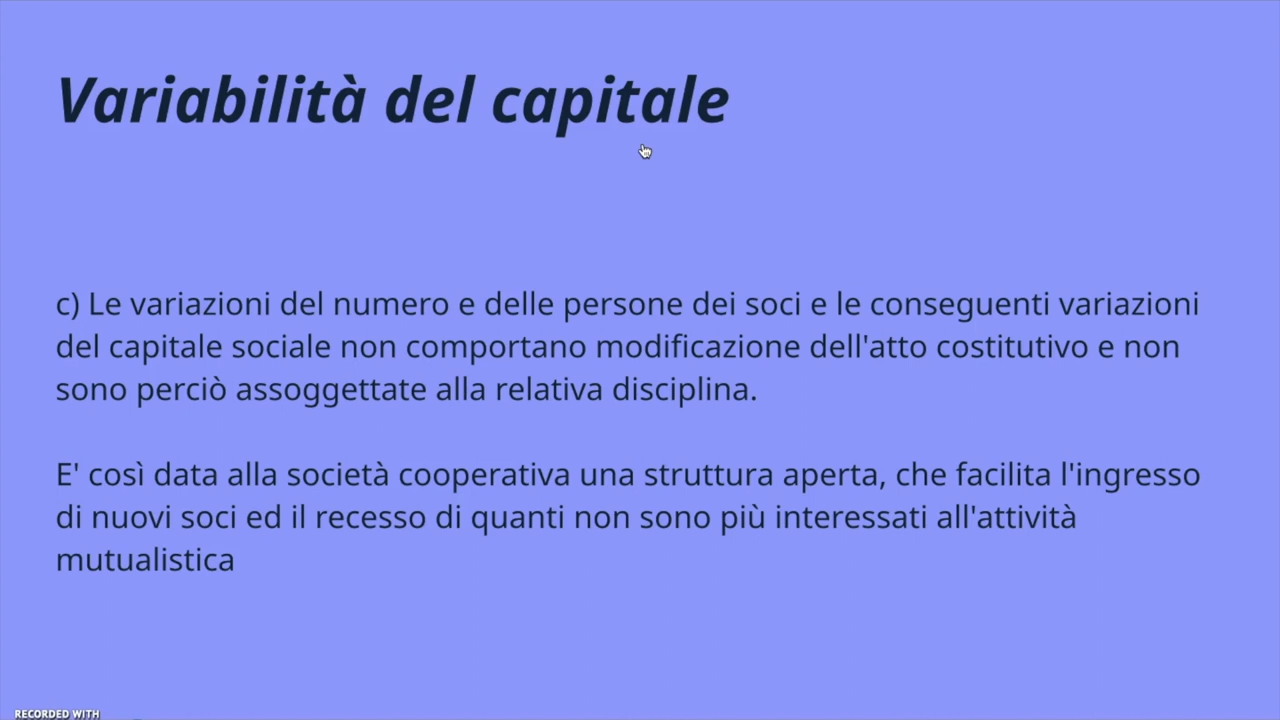 Variabilità del capitale
c) Le variazioni del numero e delle persone dei soci e le conseguenti variazioni
del capitale sociale non comportano modificazione dell'atto costitutivo e non
sono perciò assoggettate alla relativa disciplina.
E' così data alla società cooperativa una struttura aperta, che facilita l'ingresso
di nuovi soci ed il recesso di quanti non sono più interessati all'attività
mutualistica
RECORDED WITH